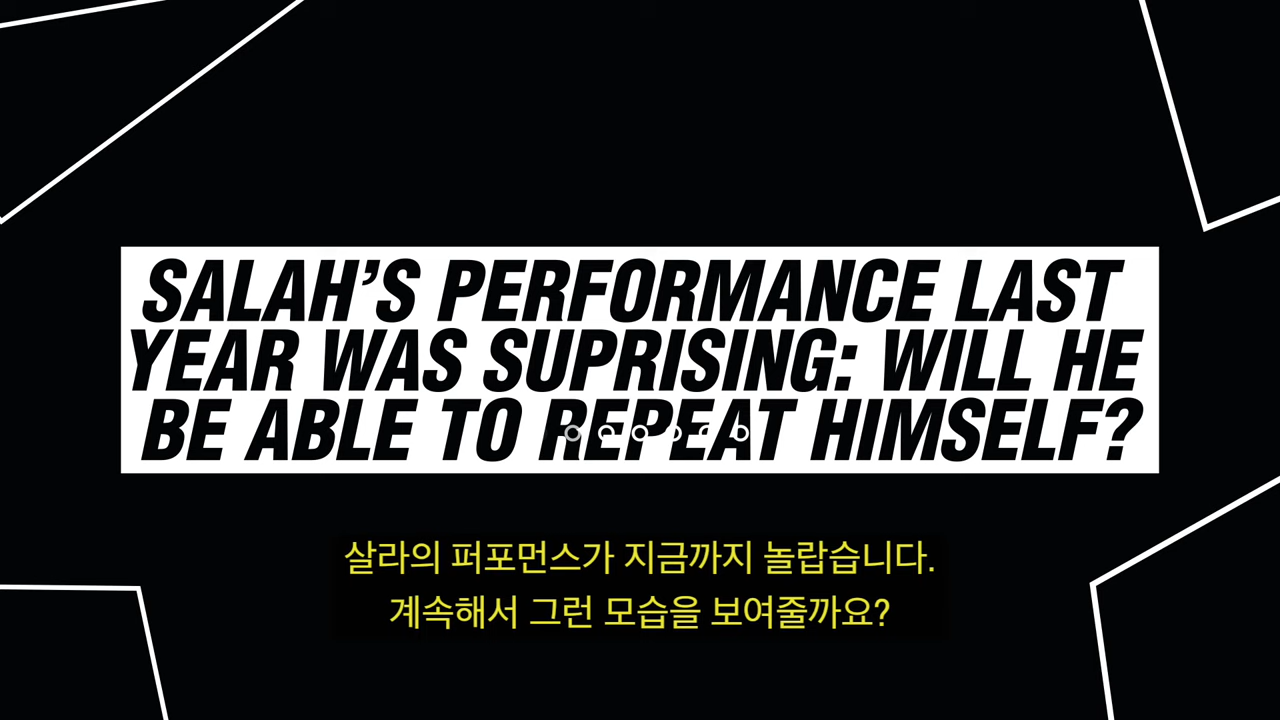 SALAH'S PERFORMANCE LAST
YEAR WAS SUPRISING: WILL HE
BE ABLE TO REPEAT HIMSELF?
살라의 퍼포먼스가 지금까지 놀랍습니다.
계속해서 그런 모습을 보여줄까요?